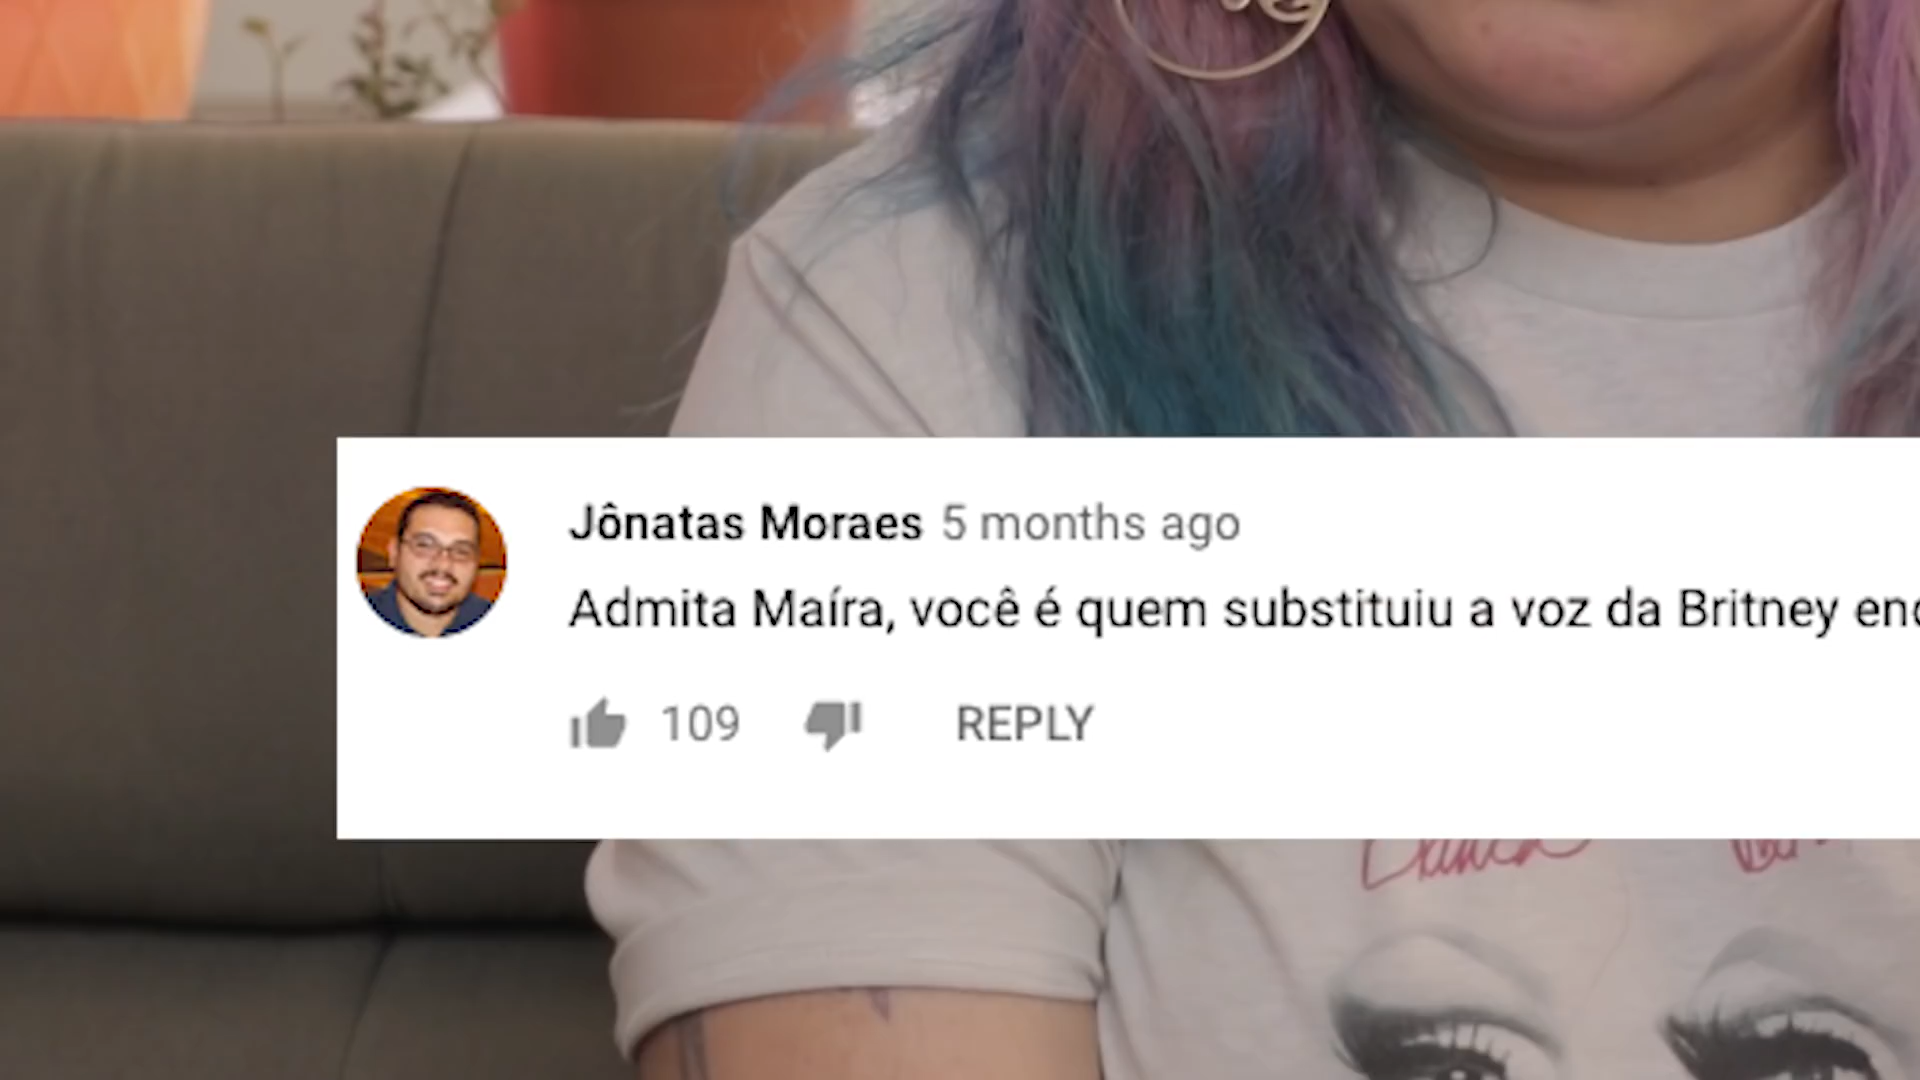 Jônatas Moraes 5 months ago
Admita Maíra, você é quem substituiu a voz da Britney
109 REPLY